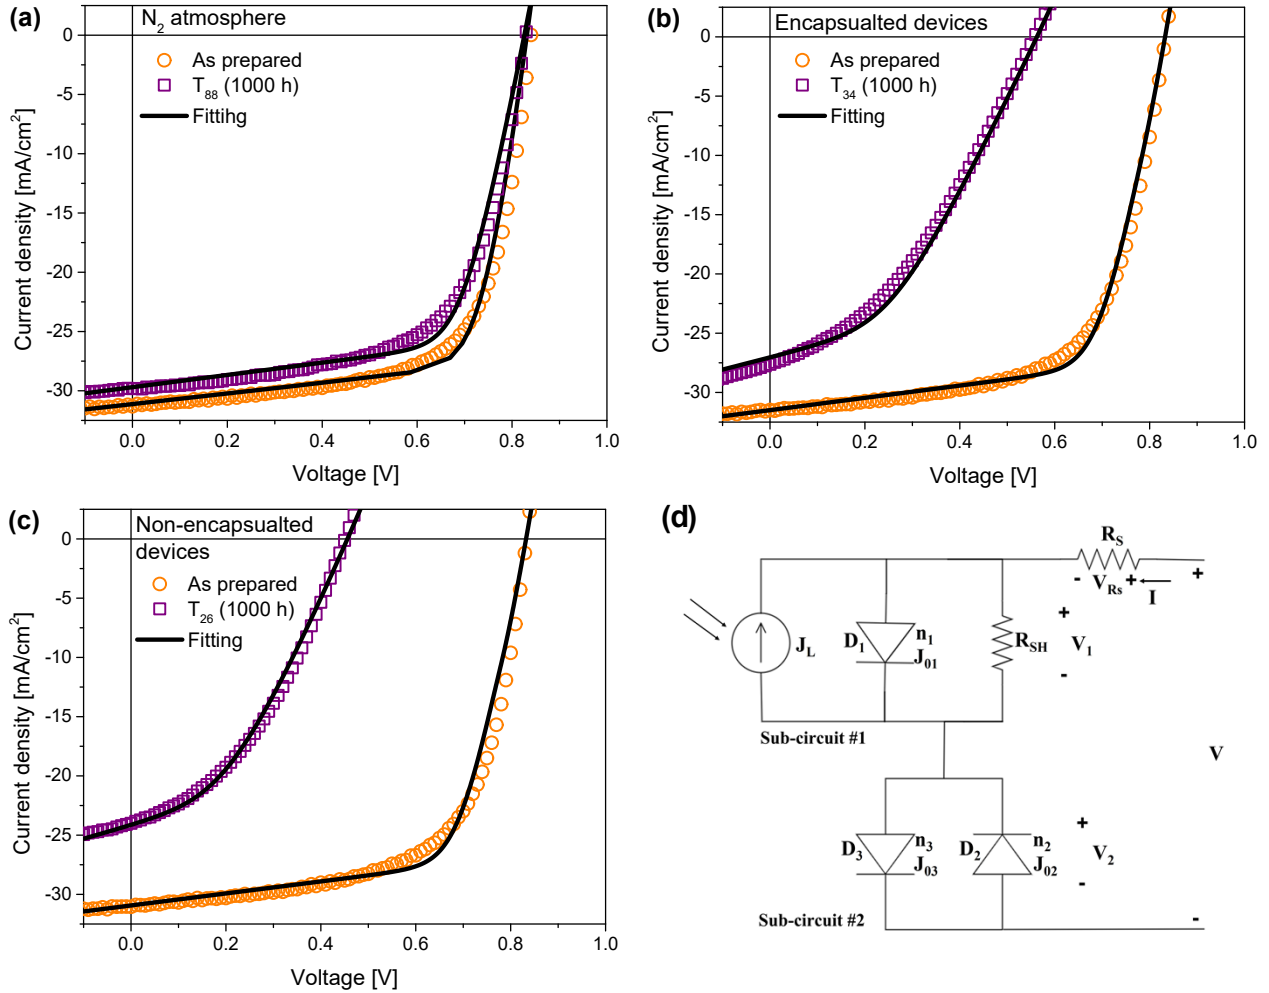 (a)
N2 atmosphere
As prepared
T88 (1000 h)
Fittihg
0
-5
-10
-15
-20
-25
-30
Current density [mA/cm2]
0.0 0.2 0.4 0.6 0.8 1.0
Voltage [V]
(b)
Encapsualted devices
As prepared
T34 (1000 h)
Fitting
0
-5
-10
-15
-20
-25
-30
Current density [mA/cm2]
0.0 0.2 0.4 0.6 0.8 1.0
Voltage [V]
(c)
Non-encapsualted
devices
As prepared
T26 (1000 h)
Fitting
0
-5
-10
-15
-20
-25
-30
Current density [mA/cm2]
0.0 0.2 0.4 0.6 0.8 1.0
Voltage [V]
(d)
RS
- VRs + I +
JL
D1 n1
J01
RSH
+
V1
-
Sub-circuit #1
V
D3 n3
J03
D2 n2
J02
+
V2
-
Sub-circuit #2
-